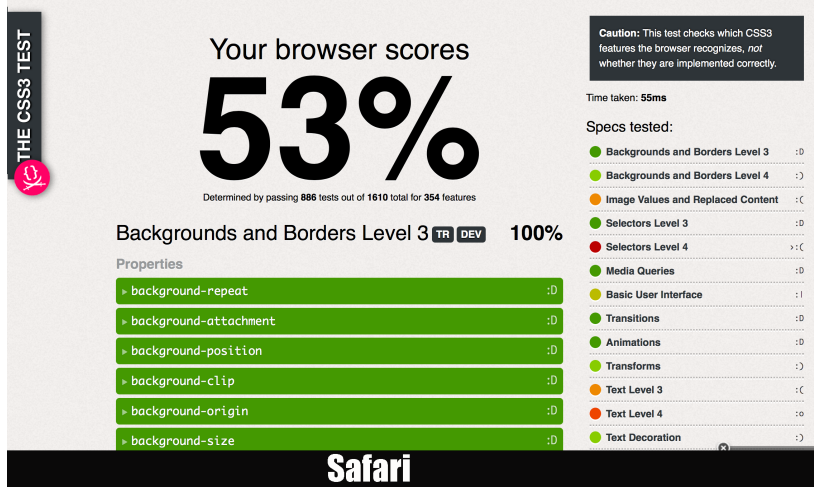 THE CSS3 TEST
Your browser scores
53%
Determined by passing 886 tests out of 1610 total for 354 features
Backgrounds and Borders Level 3 TR DEV 100%
Properties
▸ background-repeat :D
▸ background-attachment :D
▸ background-position :D
▸ background-clip :D
▸ background-origin :D
▸ background-size :D
Caution: This test checks which CSS3
features the browser recognizes, not
whether they are implemented correctly.
Time taken: 55ms
Specs tested:
Backgrounds and Borders Level 3 :D
Backgrounds and Borders Level 4 :)
Image Values and Replaced Content :(
Selectors Level 3 :D
Selectors Level 4 >:(
Media Queries :D
Basic User Interface :|
Transitions :D
Animations :D
Transforms :)
Text Level 3 :(
Text Level 4 :o
Text Decoration :)
Safari